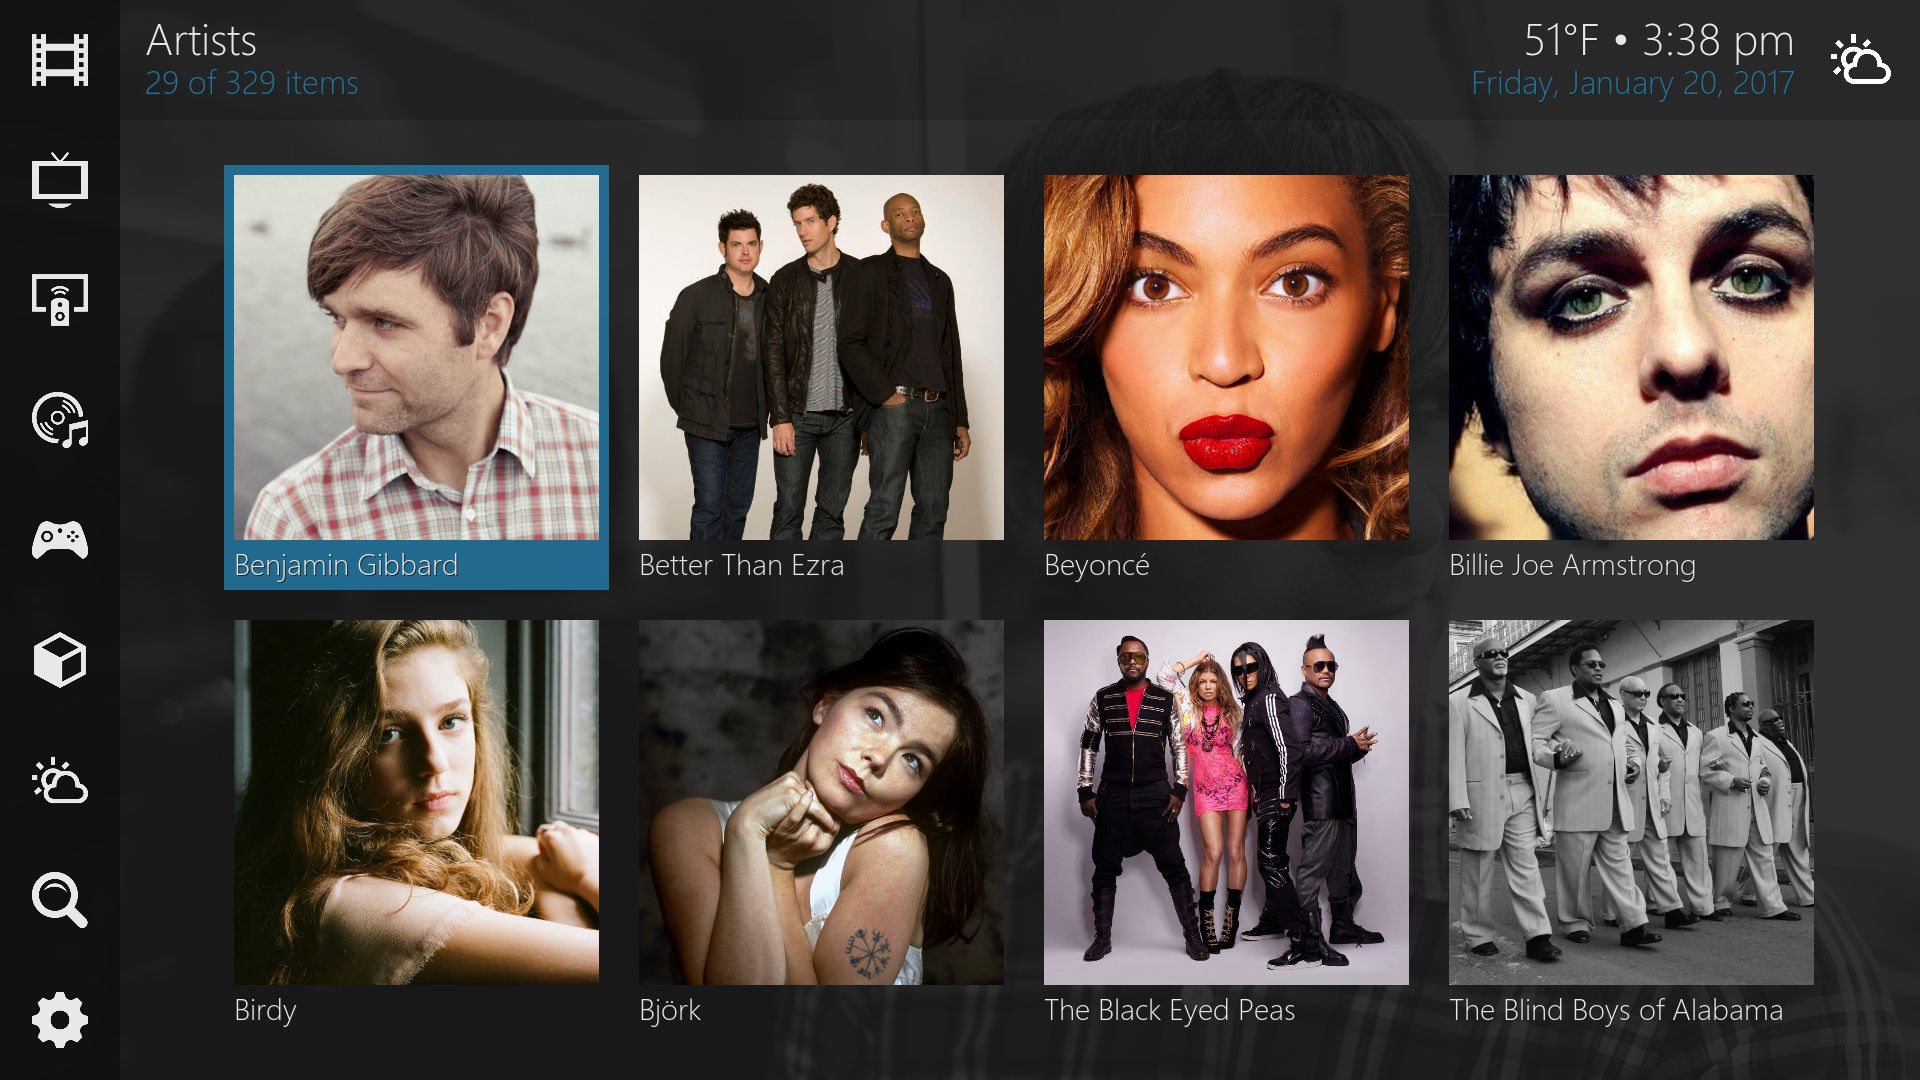 Artists
29 of 329 items
51°F • 3:38 pm
Friday, January 20, 2017
Benjamin Gibbard
Better Than Ezra
Beyoncé
Billie Joe Armstrong
Birdy
Björk
The Black Eyed Peas
The Blind Boys of Alabama